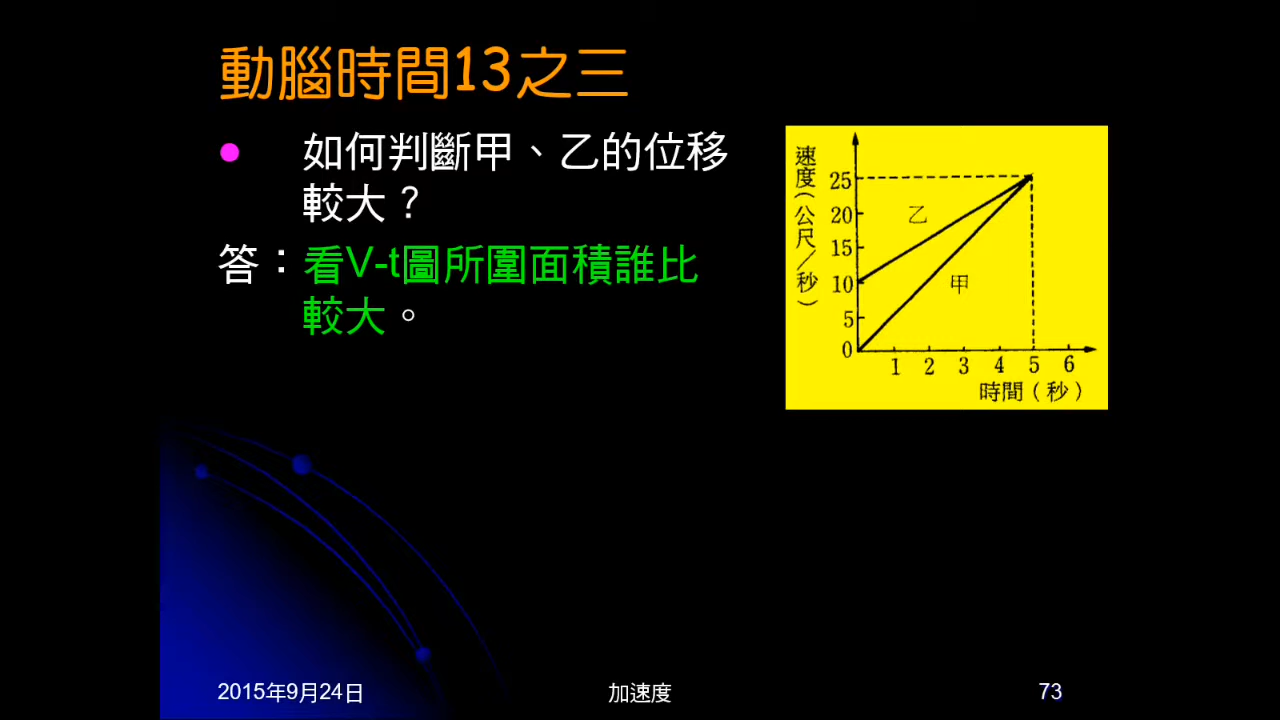 動腦時間13之三
如何判斷甲、乙的位移
較大？
答：看V-t圖所圍面積誰比
較大。
速度（公尺／秒）
25
20
15
10
5
0
乙
甲
1 2 3 4 5 6
時間（秒）
2015年9月24日 加速度 73